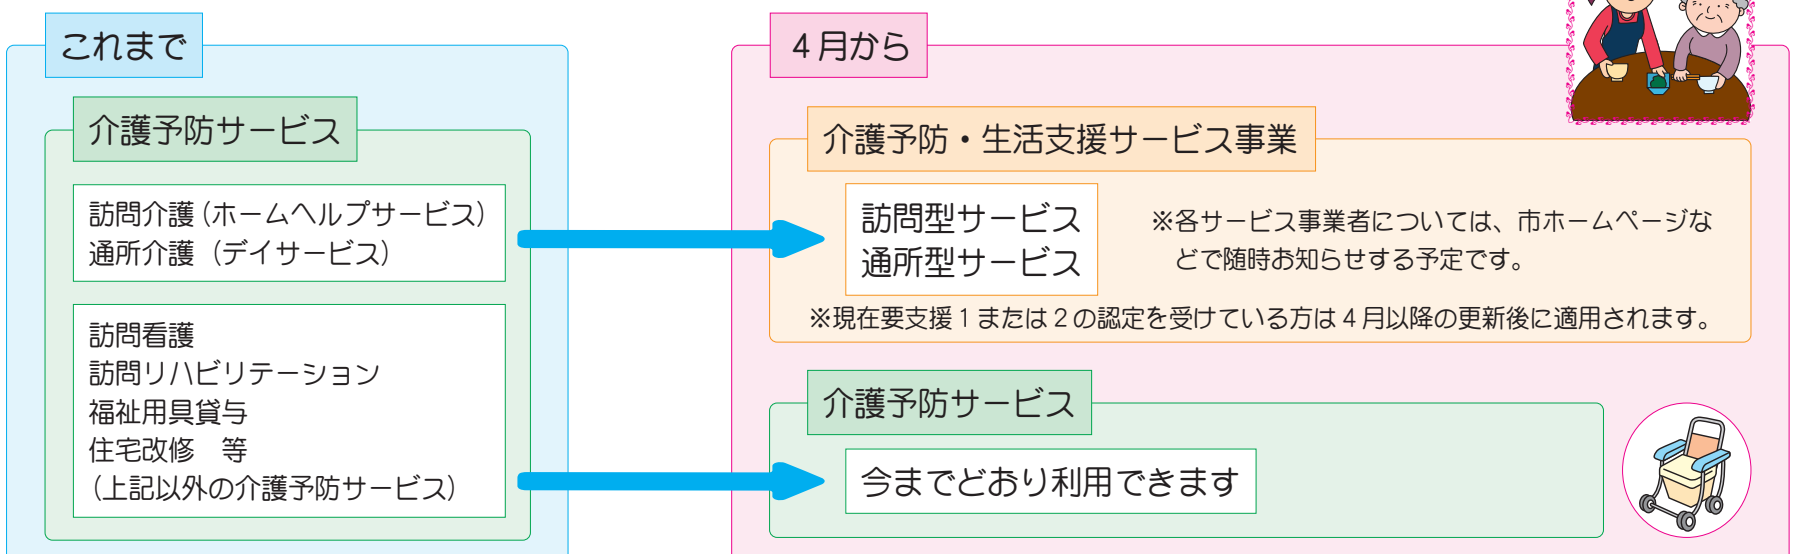 これまで
介護予防サービス
訪問介護(ホームヘルプサービス)
通所介護(デイサービス)
訪問看護
訪問リハビリテーション
福祉用具貸与
住宅改修　等
(上記以外の介護予防サービス)
4月から
介護予防・生活支援サービス事業
訪問型サービス
通所型サービス
※各サービス事業者については、市ホームページな
どで随時お知らせする予定です。
※現在要支援1または2の認定を受けている方は4月以降の更新後に適用されます。
介護予防サービス
今までどおり利用できます